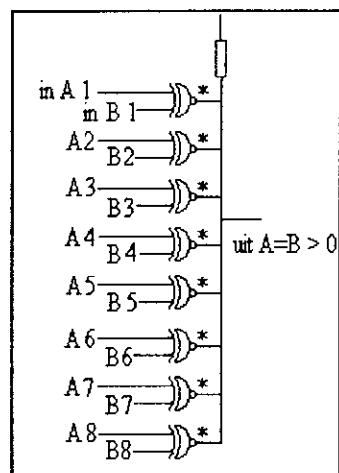 in A 1 *
in B 1
A2 *
B2
A3 *
B3
A4 *
B4
uit A=B > 0
A5 *
B5
A6 *
B6
A7 *
B7
A8 *
B8